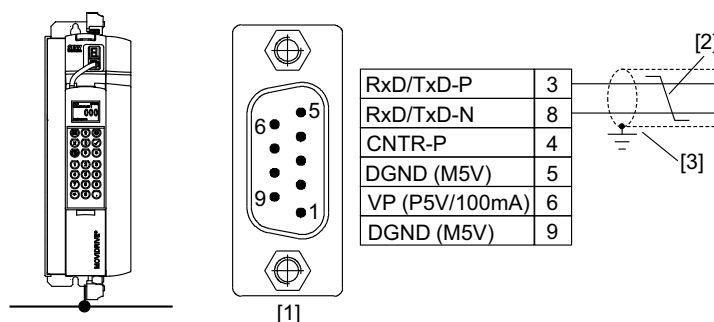 MOVIDRIVE®
5
6
9
1
[1]
RxD/TxD-P 3
RxD/TxD-N 8
CNTR-P 4
DGND (M5V) 5
VP (P5V/100mA) 6
DGND (M5V) 9
[2]
[3]